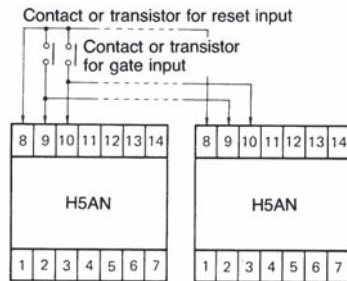 Contact or transistor for reset input
Contact or transistor
for gate input
8 9 10 11 12 13 14
8 9 10 11 12 13 14
H5AN
H5AN
1 2 3 4 5 6 7
1 2 3 4 5 6 7